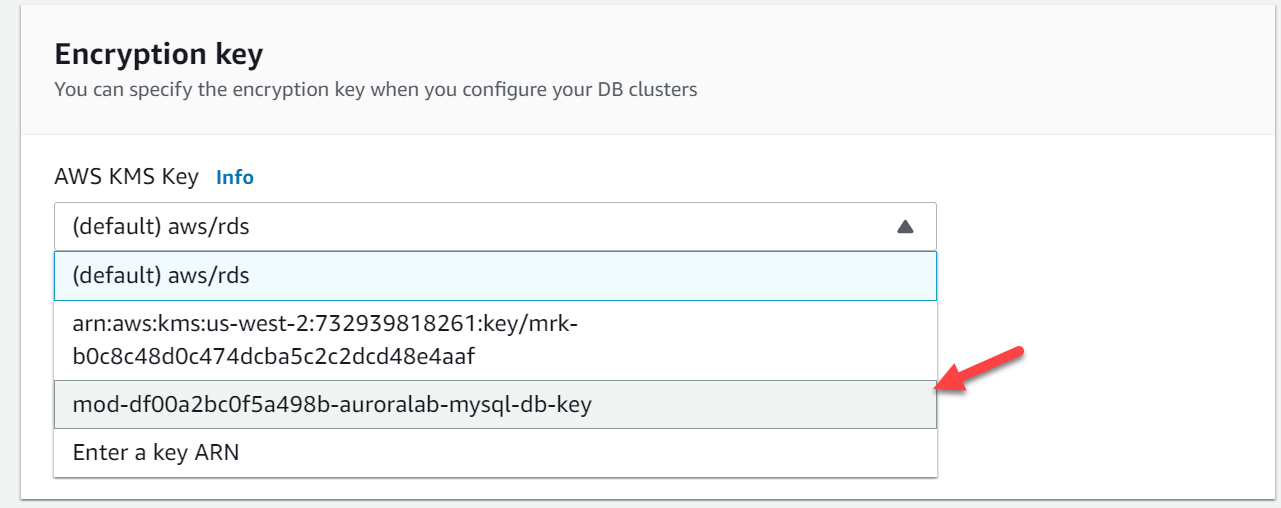 Encryption key
You can specify the encryption key when you configure your DB clusters
AWS KMS Key Info
(default) aws/rds
(default) aws/rds
arn:aws:kms:us-west-2:732939818261:key/mrk-
b0c8c48d0c474dcba5c2c2dcd48e4aaf
mod-df00a2bc0f5a498b-auroralab-mysql-db-key
Enter a key ARN